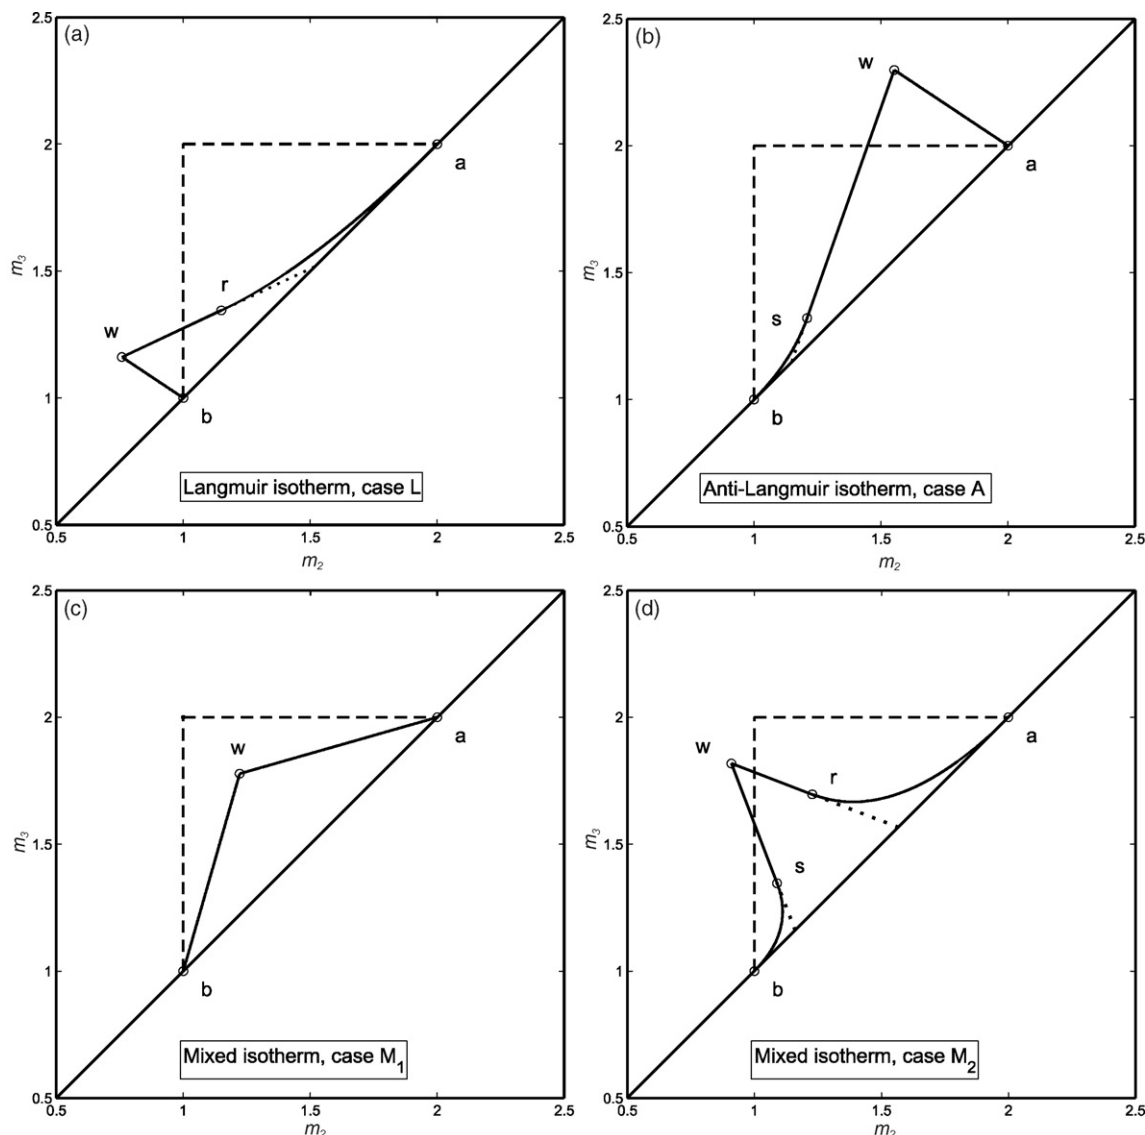 (a)
2.5
2
1.5
1
0.5
m3
w
r
a
b
Langmuir isotherm, case L
0.5 1 1.5 2 2.5
m2
(b)
2.5
2
1.5
1
0.5
m3
w
a
s
b
Anti-Langmuir isotherm, case A
0.5 1 1.5 2 2.5
m2
(c)
2.5
2
1.5
1
0.5
m3
w
a
b
Mixed isotherm, case M1
0.5 1 1.5 2 2.5
m2
(d)
2.5
2
1.5
1
0.5
m3
w
r
a
s
b
Mixed isotherm, case M2
0.5 1 1.5 2 2.5
m2